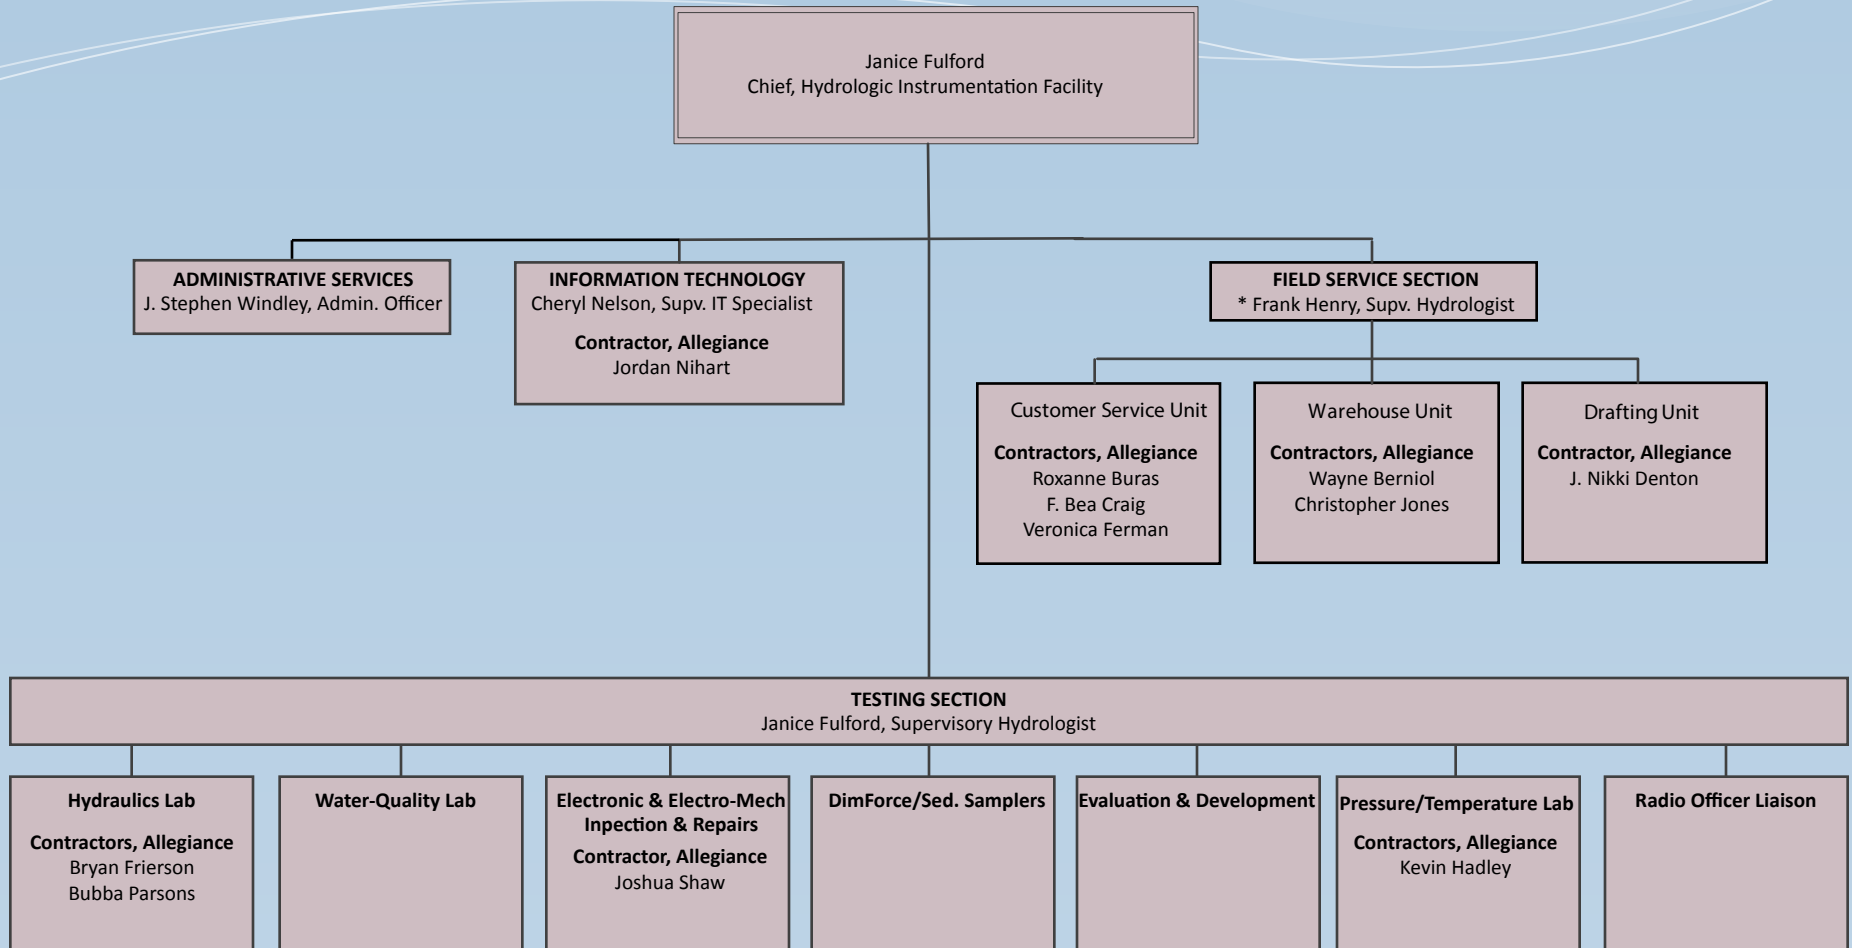 Janice Fulford
Chief, Hydrologic Instrumentation Facility
ADMINISTRATIVE SERVICES
J. Stephen Windley, Admin. Officer
INFORMATION TECHNOLOGY
Cheryl Nelson, Supv. IT Specialist
Contractor, Allegiance
Jordan Nihart
FIELD SERVICE SECTION
* Frank Henry, Supv. Hydrologist
Customer Service Unit
Contractors, Allegiance
Roxanne Buras
F. Bea Craig
Veronica Ferman
Warehouse Unit
Contractors, Allegiance
Wayne Berniol
Christopher Jones
Drafting Unit
Contractor, Allegiance
J. Nikki Denton
TESTING SECTION
Janice Fulford, Supervisory Hydrologist
Hydraulics Lab
Contractors, Allegiance
Bryan Frierson
Bubba Parsons
Water-Quality Lab
Electronic & Electro-Mech
Inpection & Repairs
Contractor, Allegiance
Joshua Shaw
DimForce/Sed. Samplers
Evaluation & Development
Pressure/Temperature Lab
Contractors, Allegiance
Kevin Hadley
Radio Officer Liaison